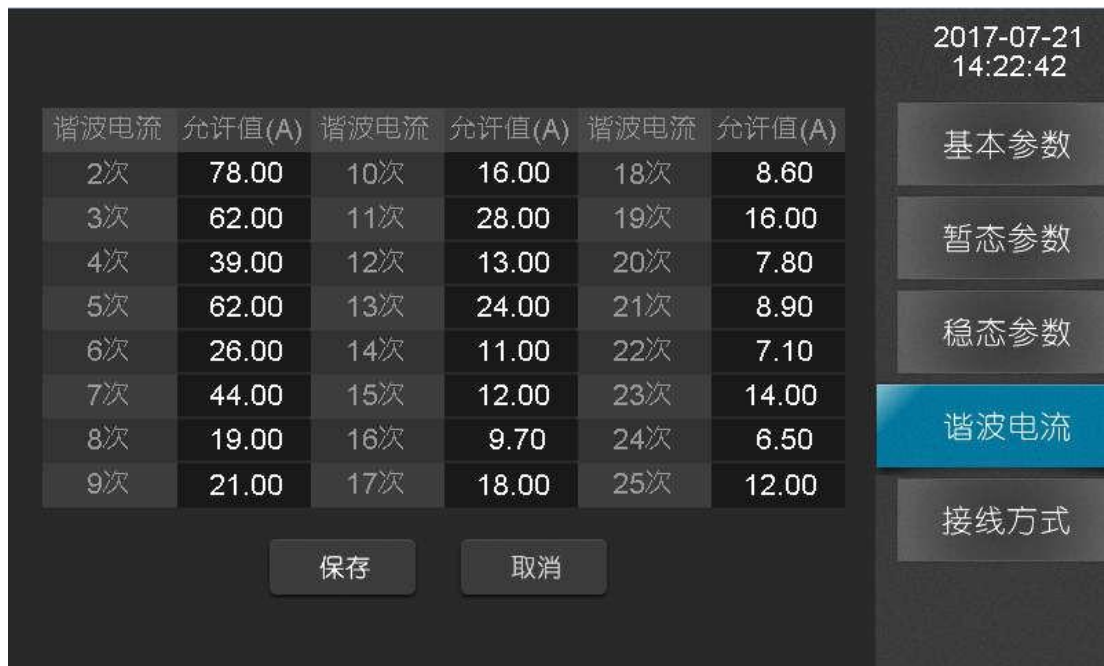 2017-07-21
14:22:42
谐波电流 允许值(A) 谐波电流 允许值(A) 谐波电流 允许值(A)
2次 78.00 10次 16.00 18次 8.60
3次 62.00 11次 28.00 19次 16.00
4次 39.00 12次 13.00 20次 7.80
5次 62.00 13次 24.00 21次 8.90
6次 26.00 14次 11.00 22次 7.10
7次 44.00 15次 12.00 23次 14.00
8次 19.00 16次 9.70 24次 6.50
9次 21.00 17次 18.00 25次 12.00
保存 取消
基本参数
暂态参数
稳态参数
谐波电流
接线方式